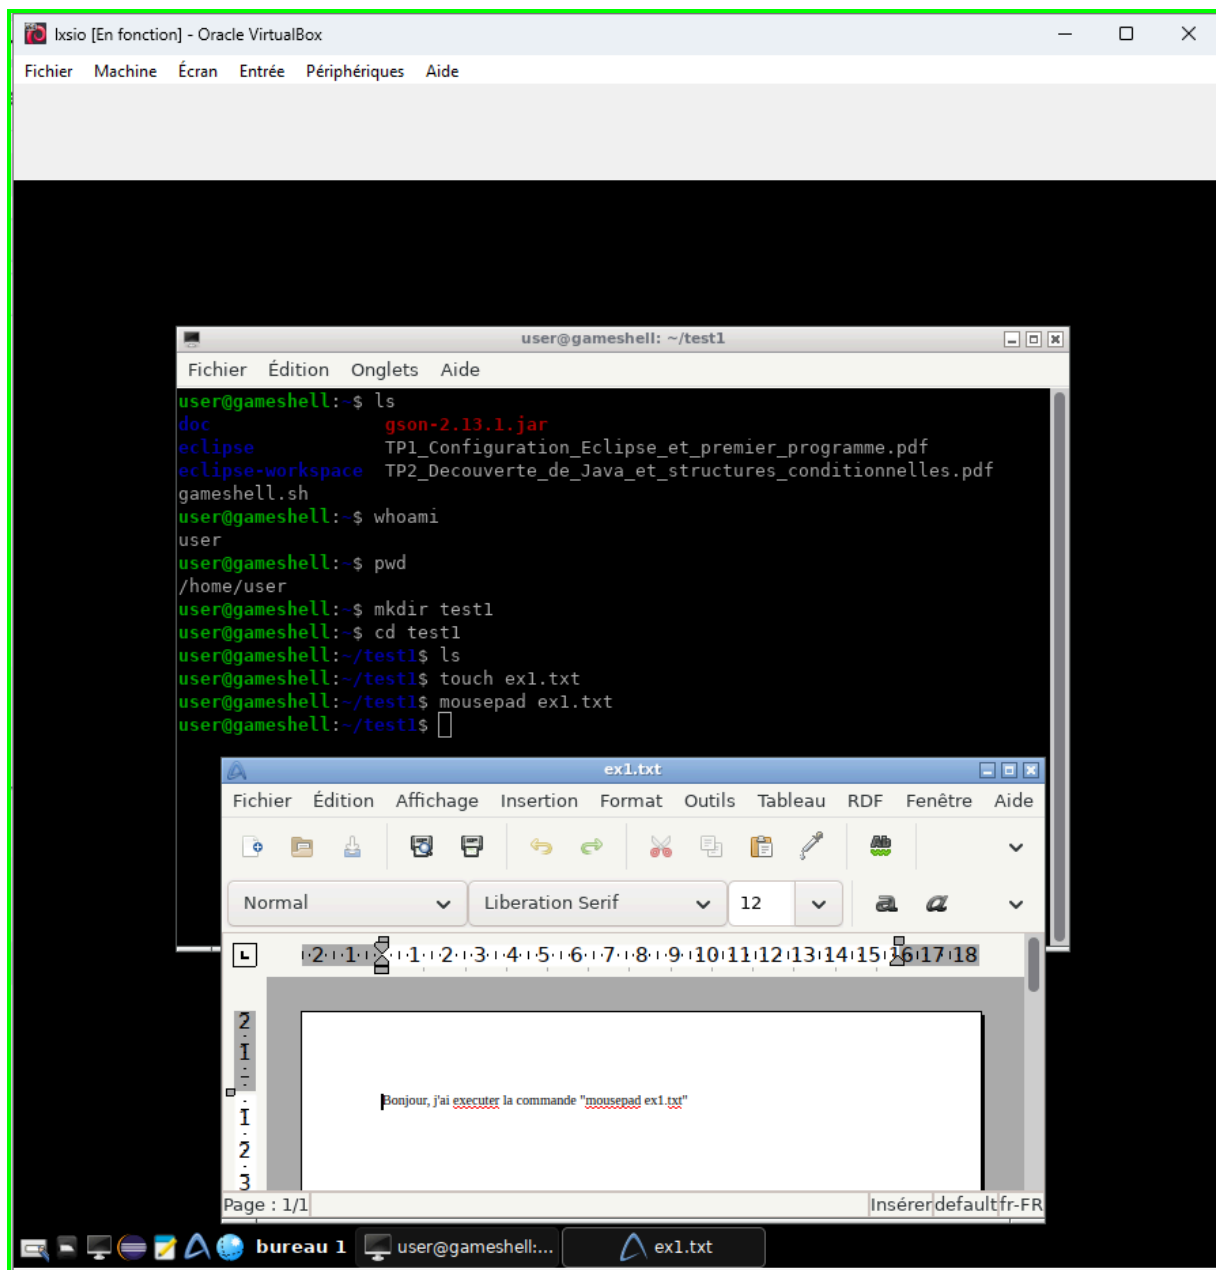 lxsio [En fonction] - Oracle VirtualBox
Fichier Machine Écran Entrée Périphériques Aide
user@gameshell: ~/test1
Fichier Édition Onglets Aide
user@gameshell:~$ ls
doc gson-2.13.1.jar
eclipse TP1_Configuration_Eclipse_et_premier_programme.pdf
eclipse-workspace TP2_Decouverte_de_Java_et_structures_conditionnelles.pdf
gameshell.sh
user@gameshell:~$ whoami
user
user@gameshell:~$ pwd
/home/user
user@gameshell:~$ mkdir test1
user@gameshell:~$ cd test1
user@gameshell:~/test1$ ls
user@gameshell:~/test1$ touch ex1.txt
user@gameshell:~/test1$ mousepad ex1.txt
user@gameshell:~/test1$
ex1.txt
Fichier Édition Affichage Insertion Format Outils Tableau RDF Fenêtre Aide
Normal Liberation Serif 12 a a
2 1 1 2 3 4 5 6 7 8 9 10 11 12 13 14 15 16 17 18
2
1
1
2
3
Bonjour, j'ai executer la commande "mousepad ex1.txt"
Page : 1/1 Insérer default fr-FR
bureau 1 user@gameshell:... ex1.txt